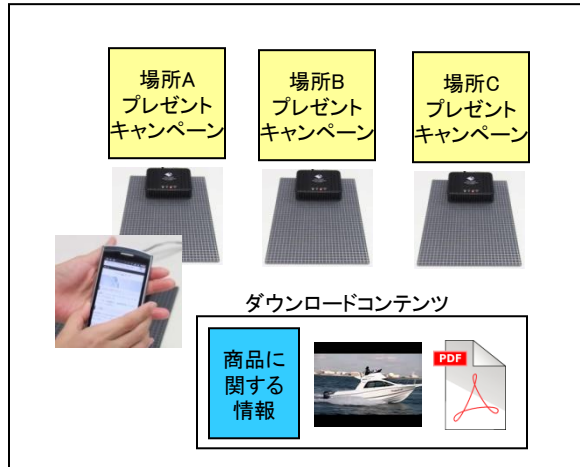 場所A
プレゼント
キャンペーン
場所B
プレゼント
キャンペーン
場所C
プレゼント
キャンペーン
ダウンロードコンテンツ
商品に
関する
情報
PDF